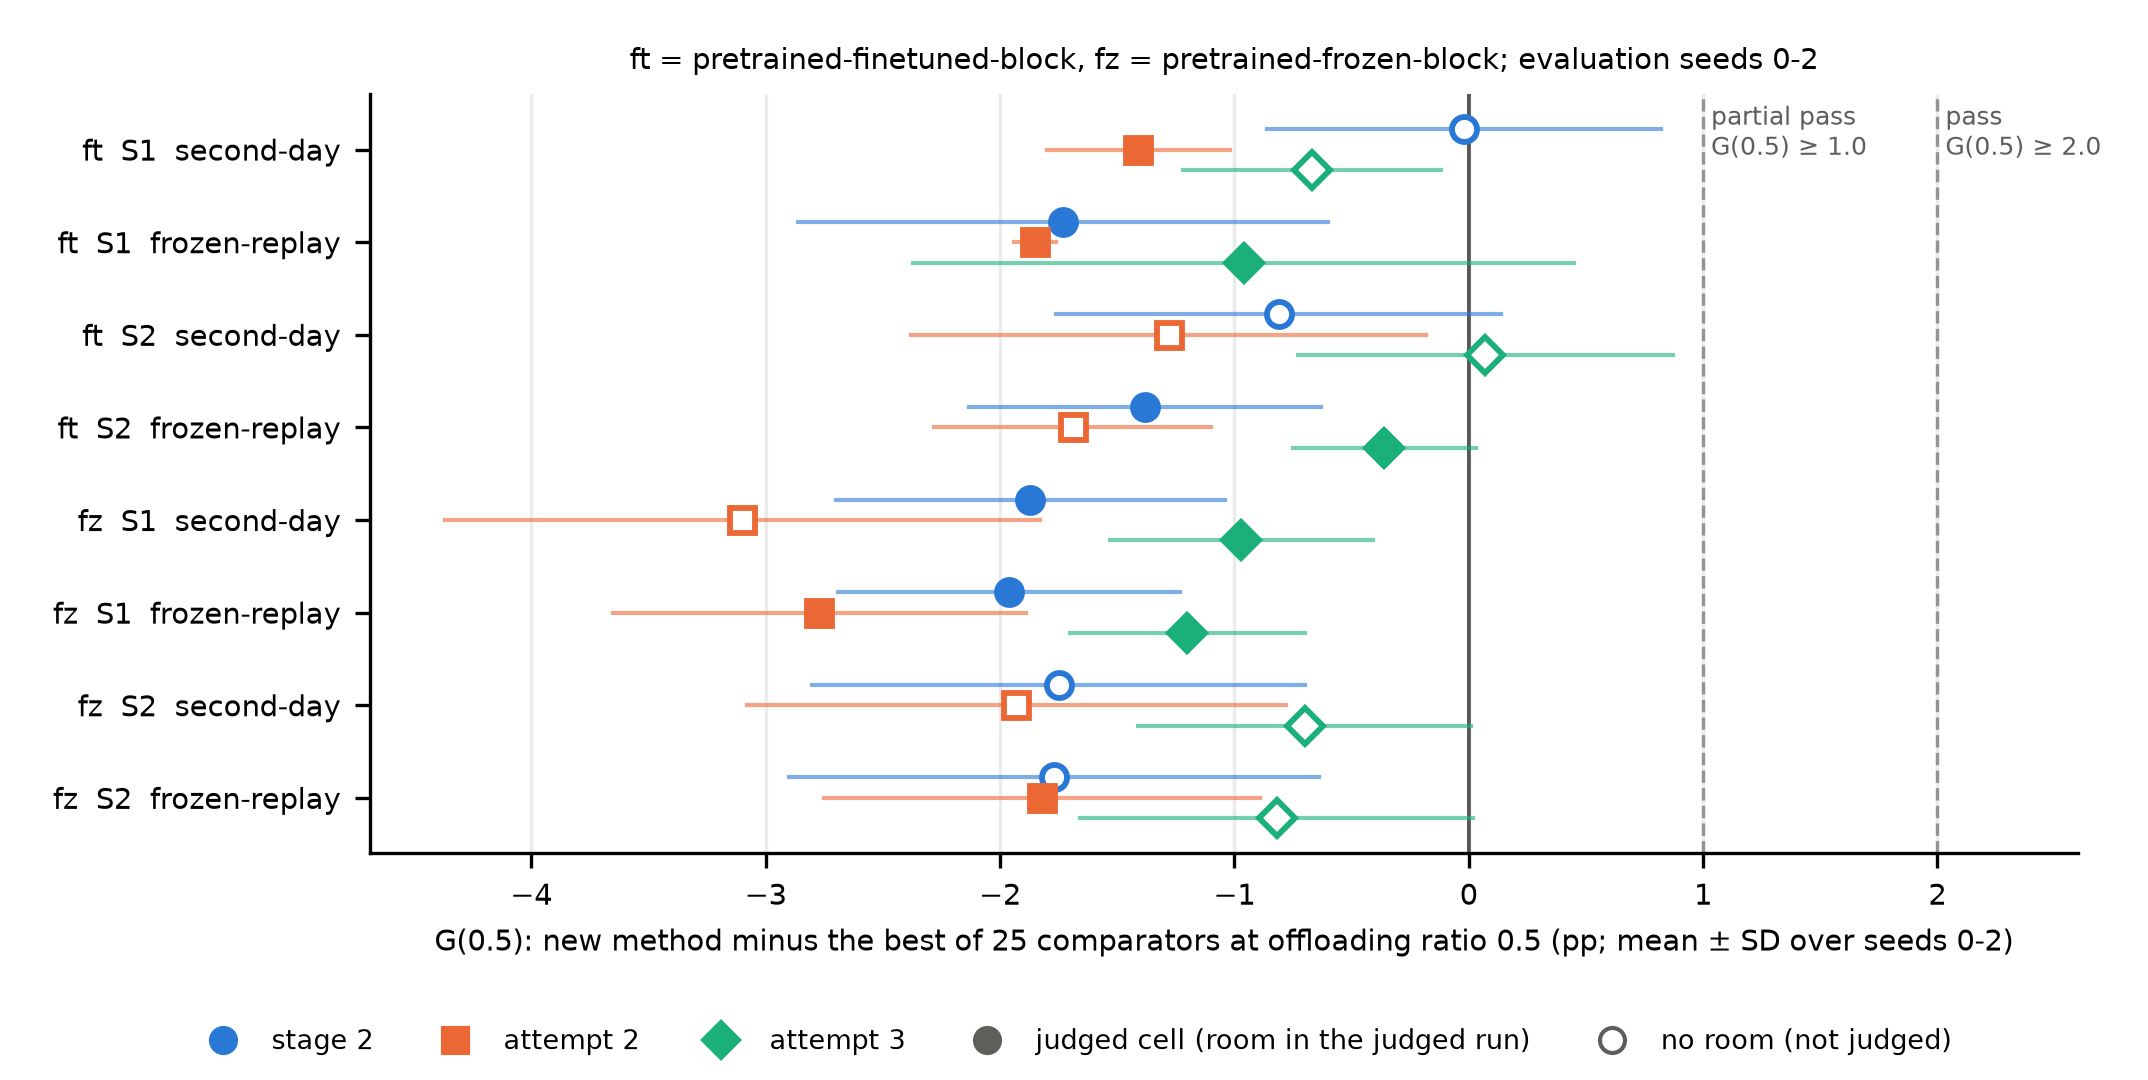 ft = pretrained-finetuned-block, fz = pretrained-frozen-block; evaluation seeds 0-2
partial pass
G(0.5) ≥ 1.0
pass
G(0.5) ≥ 2.0
ft S1 second-day
ft S1 frozen-replay
ft S2 second-day
ft S2 frozen-replay
fz S1 second-day
fz S1 frozen-replay
fz S2 second-day
fz S2 frozen-replay
−4 −3 −2 −1 0 1 2
G(0.5): new method minus the best of 25 comparators at offloading ratio 0.5 (pp; mean ± SD over seeds 0-2)
stage 2 attempt 2 attempt 3 judged cell (room in the judged run) no room (not judged)